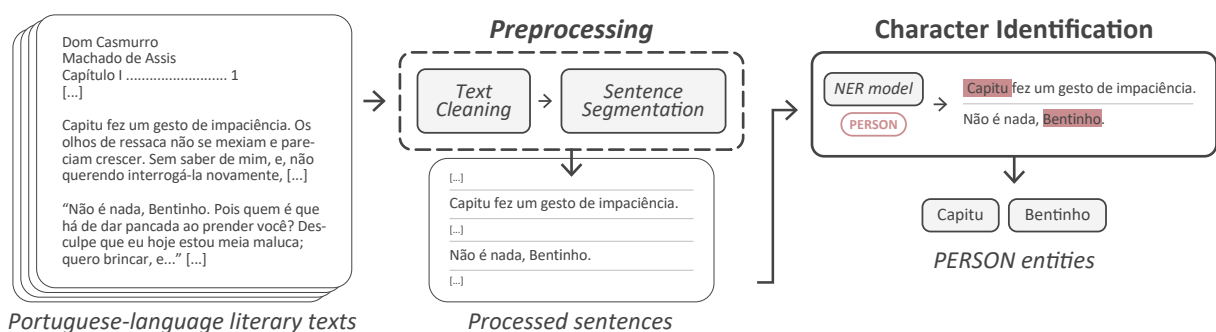 Dom Casmurro
Machado de Assis
Capítulo I .......................... 1
[...]
Capitu fez um gesto de impaciência. Os
olhos de ressaca não se mexiam e pare-
ciam crescer. Sem saber de mim, e, não
querendo interrogá-la novamente, [...]
“Não é nada, Bentinho. Pois quem é que
há de dar pancada ao prender você? Des-
culpe que eu hoje estou meia maluca;
quero brincar, e...” [...]
Portuguese-language literary texts
Preprocessing
Text
Cleaning
Sentence
Segmentation
[...]
Capitu fez um gesto de impaciência.
[...]
Não é nada, Bentinho.
[...]
Processed sentences
Character Identification
NER model
PERSON
Capitu fez um gesto de impaciência.
Não é nada, Bentinho.
Capitu
Bentinho
PERSON entities